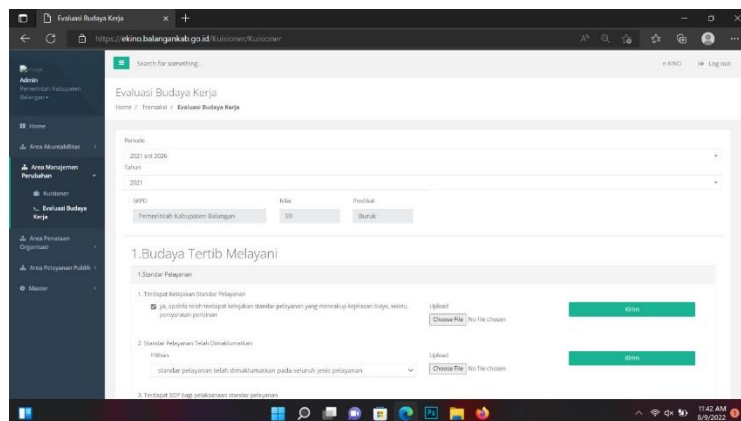 Evaluasi Budaya Kerja
https://ekino.balangankab.go.id/Kuisioner/Kuisioner
Search for something...
e-KINO
Log out
Admin
Pemerintah Kabupaten
Balangan
Home
Area Akuntabilitas
Area Manajemen
Perubahan
Kuisioner
Evaluasi Budaya
Kerja
Area Penataan
Organisasi
Area Pelayanan Publik
Master
Evaluasi Budaya Kerja
Home / Transaksi / Evaluasi Budaya Kerja
Periode
2021 s/d 2026
Tahun
2021
SKPD
Nilai
Predikat
Pemerintah Kabupaten Balangan
Buruk
1.Budaya Tertib Melayani
1.Standar Pelayanan
1. Terdapat Kebijakan Standar Pelayanan
ya, apabila telah terdapat kebijakan standar pelayanan yang mencakup kejelasan biaya, waktu,
persyaratan perizinan
Upload
Choose File No file chosen
Kirim
2. Standar Pelayanan Telah Dimaklumatkan
Pilihan
standar pelayanan telah dimaklumatkan pada seluruh jenis pelayanan
Upload
Choose File No file chosen
Kirim
3. Terdapat SOP bagi pelaksanaan standar pelayanan
11:42 AM
8/9/2022